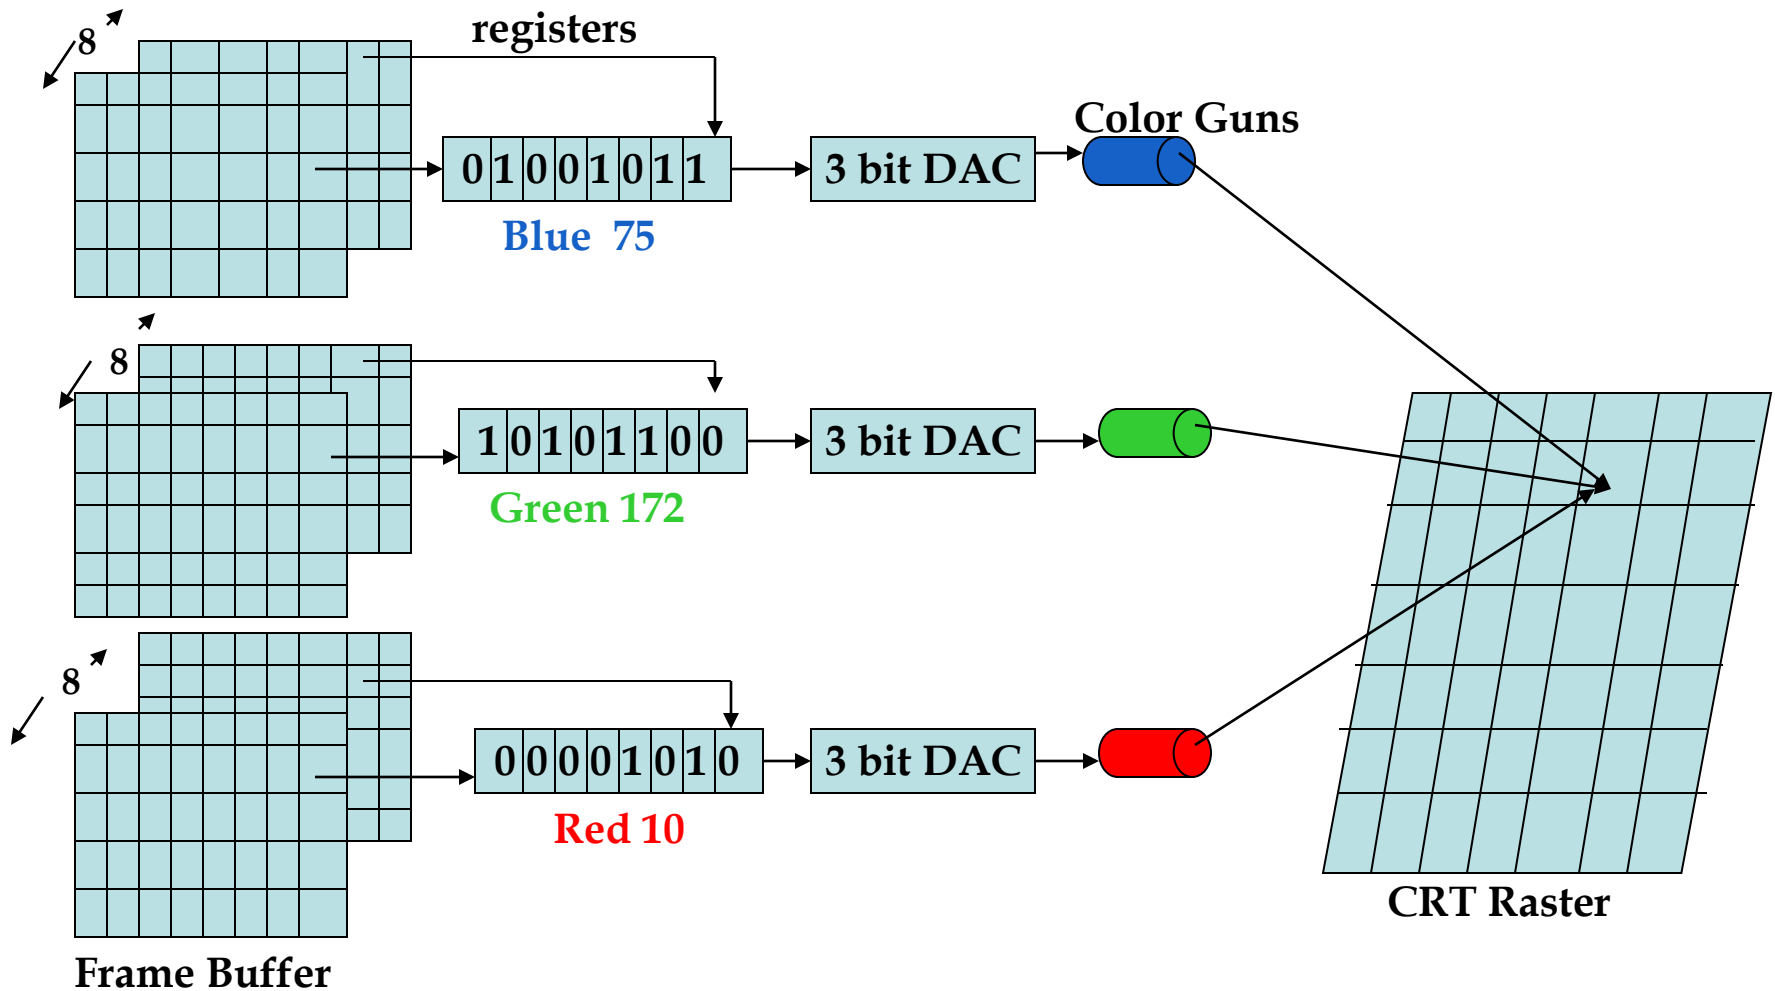 registers
8
Color Guns
0 1 0 0 1 0 1 1
3 bit DAC
Blue 75
8
1 0 1 0 1 1 0 0
3 bit DAC
Green 172
8
0 0 0 0 1 0 1 0
3 bit DAC
Red 10
CRT Raster
Frame Buffer